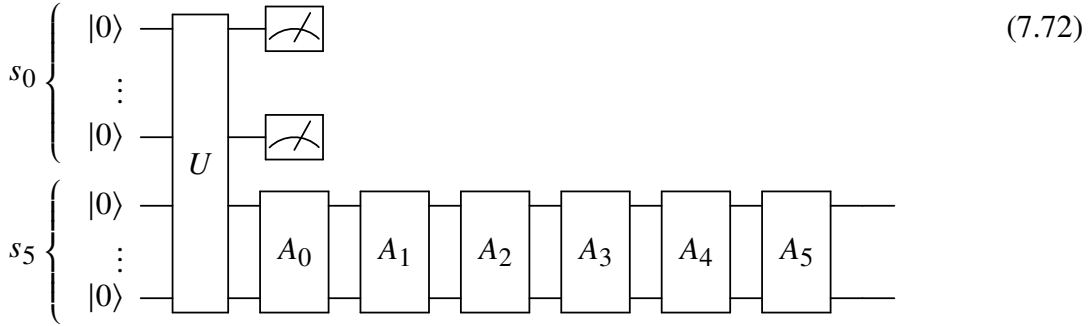 |0⟩ (7.72)
s₀ ⋮
|0⟩
U
|0⟩
s₅ ⋮ A₀ A₁ A₂ A₃ A₄ A₅
|0⟩